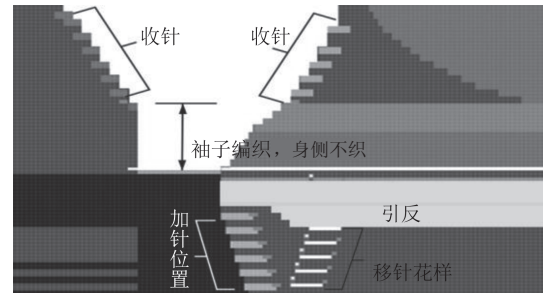 收针
收针
袖子编织，身侧不织
加针位置
引反
移针花样